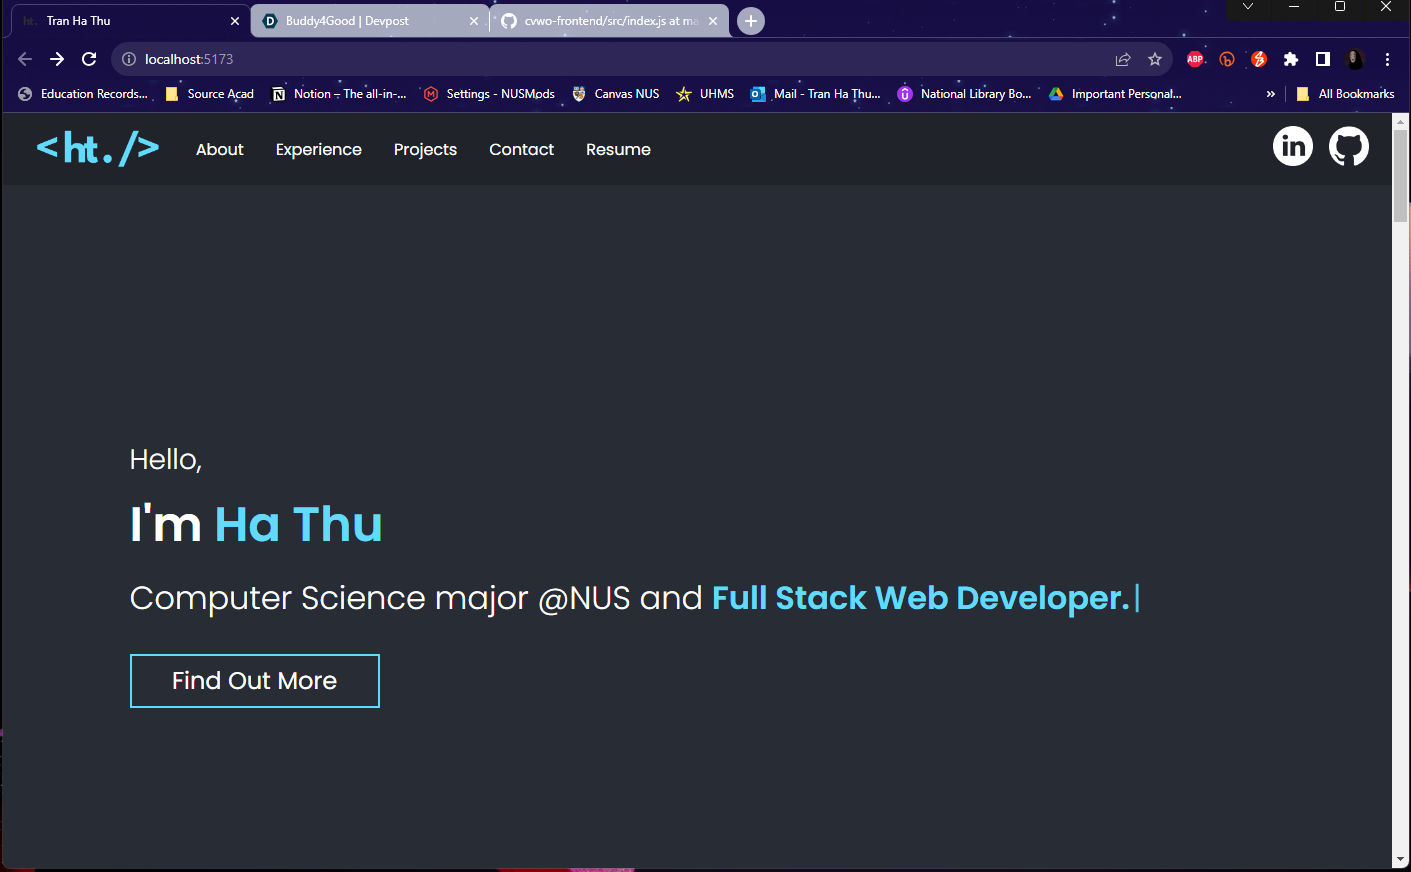 ht. Tran Ha Thu
Buddy4Good | Devpost
cvwo-frontend/src/index.js at ma
localhost:5173
ABP
Education Records...
Source Acad
Notion – The all-in-...
Settings - NUSMods
Canvas NUS
UHMS
Mail - Tran Ha Thu...
National Library Bo...
Important Personal...
» All Bookmarks
<ht./>
About
Experience
Projects
Contact
Resume
in
Hello,
I'm Ha Thu
Computer Science major @NUS and Full Stack Web Developer.|
Find Out More